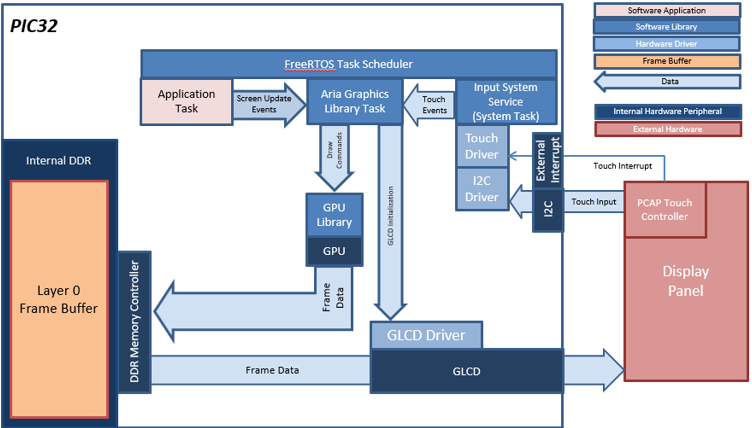 PIC32
Software Application
Software Library
Hardware Driver
Frame Buffer
Data
Internal Hardware Peripheral
External Hardware
FreeRTOS Task Scheduler
Application
Task
Screen Update
Events
Aria Graphics
Library Task
Touch
Events
Input System
Service
(System Task)
Touch
Driver
I2C
Driver
External
Interrupt
I2C
Touch Interrupt
Touch Input
PCAP Touch
Controller
Display
Panel
Draw
Commands
GLCD Initialization
GPU
Library
GPU
Frame
Data
Internal DDR
Layer 0
Frame Buffer
DDR Memory Controller
GLCD Driver
Frame Data
GLCD